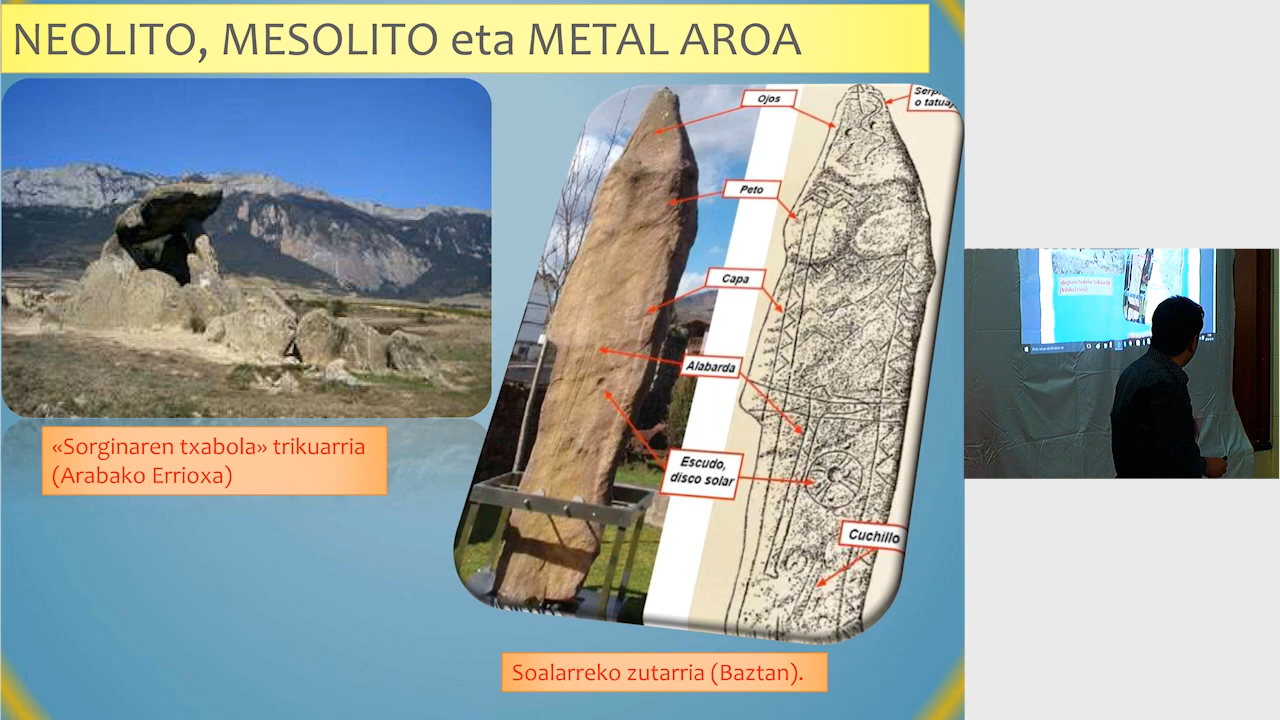 NEOLITO, MESOLITO eta METAL AROA
«Sorginaren txabola» trikuarria
(Arabako Errioxa)
Ojos
o tatuaj
Peto
Capa
Alabarda
Escudo,
disco solar
Cuchillo
Soalarreko zutarria (Baztan).